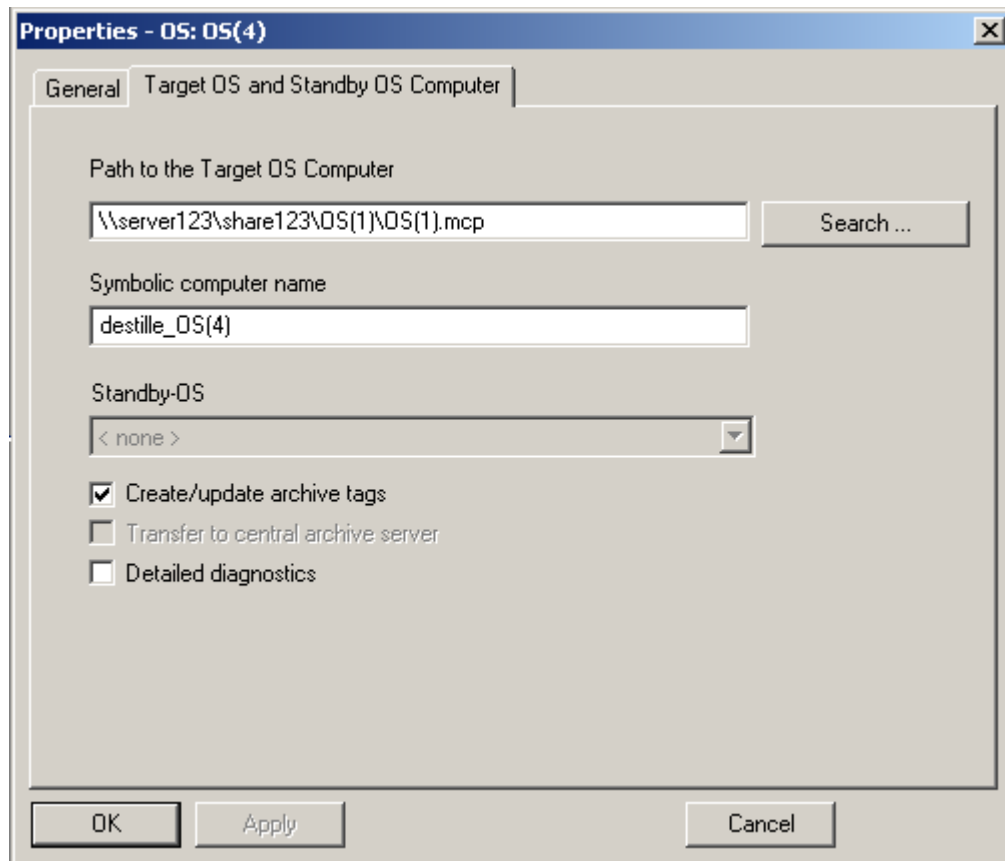 Properties - OS: OS(4)
General
Target OS and Standby OS Computer
Path to the Target OS Computer
\\server123\share123\OS(1)\OS(1).mcp
Search ...
Symbolic computer name
destille_OS(4)
Standby-OS
< none >
Create/update archive tags
Transfer to central archive server
Detailed diagnostics
OK
Apply
Cancel